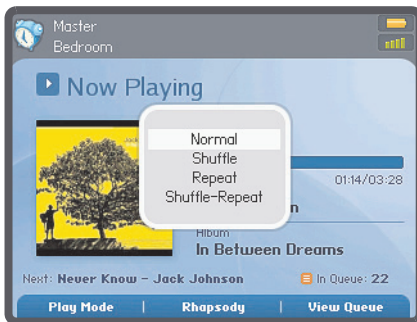 Master
Bedroom
Now Playing
Jack
Normal
Shuffle
Repeat
Shuffle-Repeat
01:14/03:28
n
Album
In Between Dreams
Next: Never Know - Jack Johnson
In Queue: 22
Play Mode | Rhapsody | View Queue